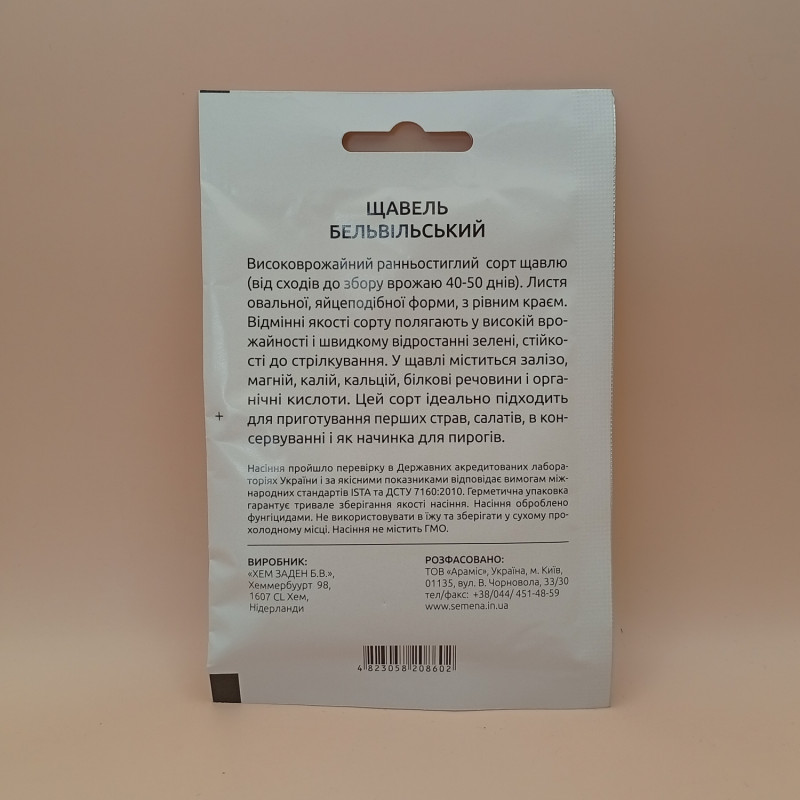 ЩАВЕЛЬ
БЕЛЬВІЛЬСЬКИЙ
Високоврожайний ранньостиглий сорт щавлю
(від сходів до збору врожаю 40-50 днів). Листя
овальної, яйцеподібної форми, з рівним краєм.
Відмінні якості сорту полягають у високій вро-
жайності і швидкому відростанні зелені, стійко-
сті до стрілкування. У щавлі міститься залізо,
магній, калій, кальцій, білкові речовини і орга-
нічні кислоти. Цей сорт ідеально підходить
для приготування перших страв, салатів, в кон-
сервуванні і як начинка для пирогів.
Насіння пройшло перевірку в Державних акредитованих лабора-
торіях України і за якісними показниками відповідає вимогам між-
народних стандартів ISTA та ДСТУ 7160:2010. Герметична упаковка
гарантує тривале зберігання якості насіння. Насіння оброблено
фунгіцидами. Не використовувати в їжу та зберігати у сухому про-
холодному місці. Насіння не містить ГМО.
ВИРОБНИК:
«ХЕМ ЗАДЕН Б.В.»,
Хеммербуурт 98,
1607 CL Хем,
Нідерланди
РОЗФАСОВАНО:
ТОВ «Араміс», Україна, м. Київ,
01135, вул. В. Чорновола, 33/30
тел/факс: +38/044/ 451-48-59
www.semena.in.ua
4 823058 208602